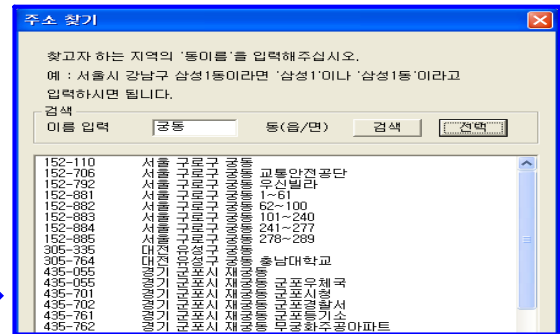 주소 찾기
찾고자 하는 지역의 '동이름'을 입력해주십시오.
예 : 서울시 강남구 삼성1동이라면 '삼성1'이나 '삼성1동'이라고
입력하시면 됩니다.
검색
이름 입력 궁동 동(읍/면) 검색 선택
152-110 서울 구로구 궁동
152-706 서울 구로구 궁동 교통안전공단
152-792 서울 구로구 궁동 우신빌라
152-881 서울 구로구 궁동 1~61
152-882 서울 구로구 궁동 62~100
152-883 서울 구로구 궁동 101~240
152-884 서울 구로구 궁동 241~277
152-885 서울 구로구 궁동 278~289
305-335 대전 유성구 궁동
305-764 대전 유성구 궁동 충남대학교
435-055 경기 군포시 재궁동
435-055 경기 군포시 재궁동 군포우체국
435-701 경기 군포시 재궁동 군포시청
435-702 경기 군포시 재궁동 군포경찰서
435-761 경기 군포시 재궁동 군포등기소
435-762 경기 군포시 재궁동 무궁화주공아파트